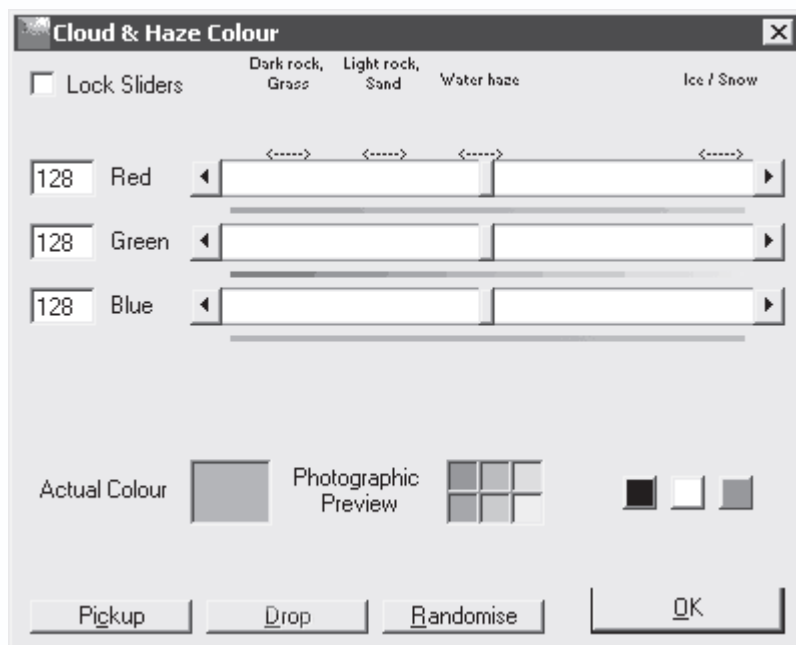 Cloud & Haze Colour
Lock Sliders
Dark rock,
Grass
Light rock,
Sand
Water haze
Ice / Snow
<-----> <-----> <-----> <----->
128 Red
128 Green
128 Blue
Actual Colour
Photographic
Preview
Pickup Drop Randomise OK